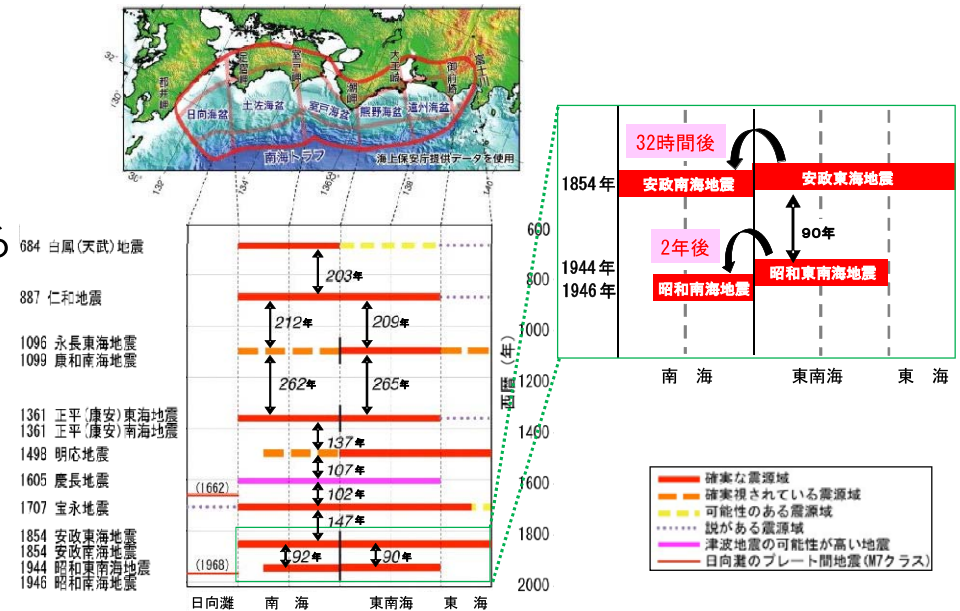 32°
(30°)
都井岬
足摺岬
室戸岬
潮岬
大王崎
御前崎
富士川
日向海盆
土佐海盆
室戸海盆
熊野海盆
遠州海盆
南海トラフ
海上保安庁提供データを使用
132°
134°
136°
138°
140°
684 白鳳(天武)地震
203年
887 仁和地震
212年
209年
1096 永長東海地震
1099 康和南海地震
262年
265年
1361 正平(康安)東海地震
1361 正平(康安)南海地震
137年
1498 明応地震
107年
1605 慶長地震
102年
(1662)
1707 宝永地震
147年
1854 安政東海地震
1854 安政南海地震
92年
90年
1944 昭和東南海地震
(1968)
1946 昭和南海地震
日向灘
南 海
東南海
東 海
600
800
1000
1200
1400
1600
1800
2000
西暦(年)
32時間後
1854年
安政南海地震
安政東海地震
90年
2年後
1944年
昭和東南海地震
1946年
昭和南海地震
南 海
東南海
東 海
確実な震源域
確実視されている震源域
可能性のある震源域
説がある震源域
津波地震の可能性が高い地震
日向灘のプレート間地震(M7クラス)